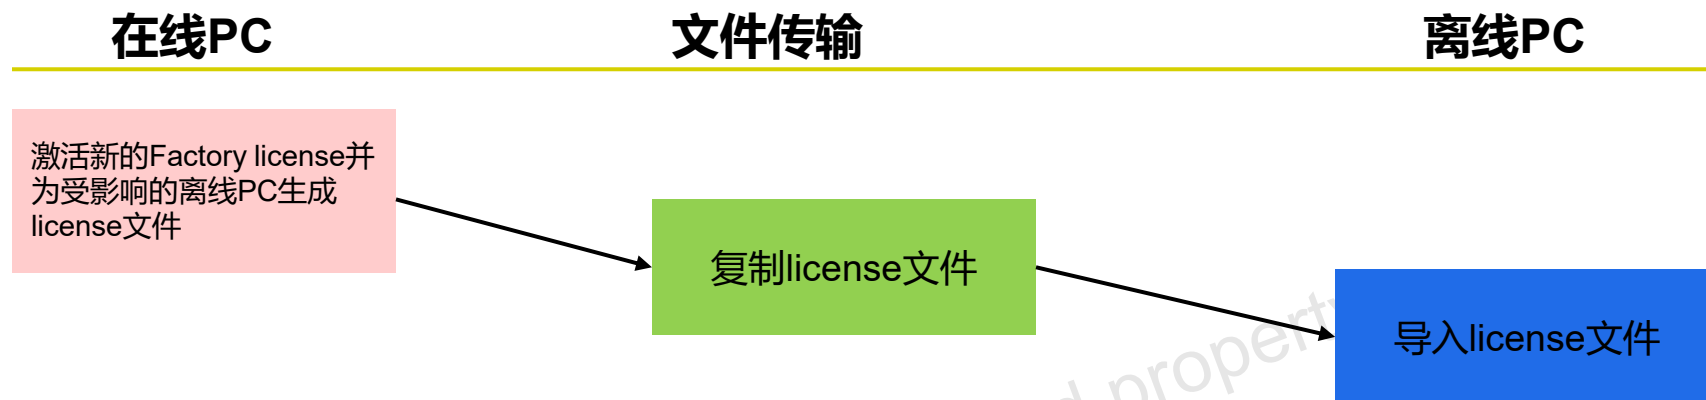 在线PC
文件传输
离线PC
激活新的Factory license并
为受影响的离线PC生成
license文件
复制license文件
导入license文件
property